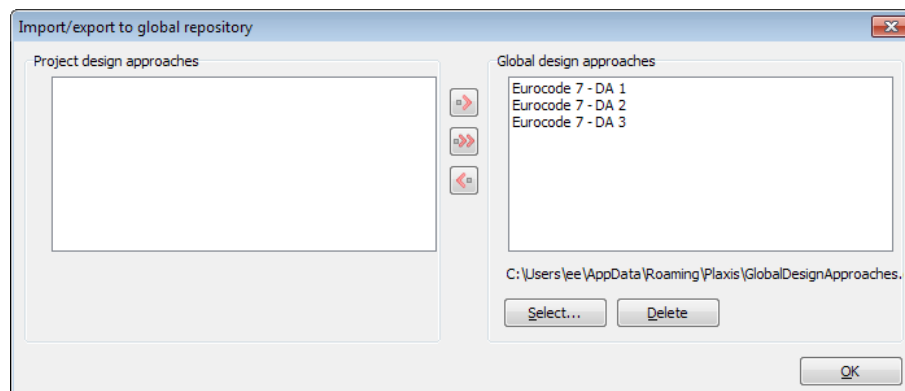 Import/export to global repository
Project design approaches
Global design approaches
Eurocode 7 - DA 1
Eurocode 7 - DA 2
Eurocode 7 - DA 3
C:\Users\ee\AppData\Roaming\Plaxis\GlobalDesignApproaches.
Select...
Delete
OK